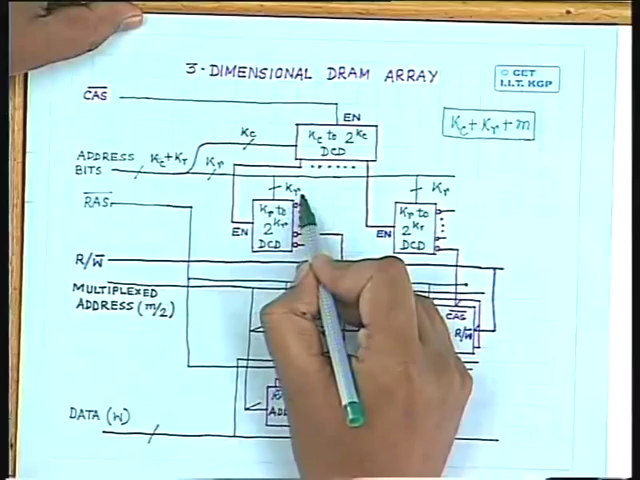 3-DIMENSIONAL DRAM ARRAY
© CET
I.I.T. KGP
CAS
EN
Kc
Kc to 2^Kc
DCD
Kc+Kr+m
ADDRESS
BITS
Kc+Kr
Kr
Kr
Kr
RAS
EN
Kr to
2^Kr
DCD
EN
Kr to
2^Kr
DCD
R/W
MULTIPLEXED
ADDRESS (m/2)
CAS
R/W
DATA (W)